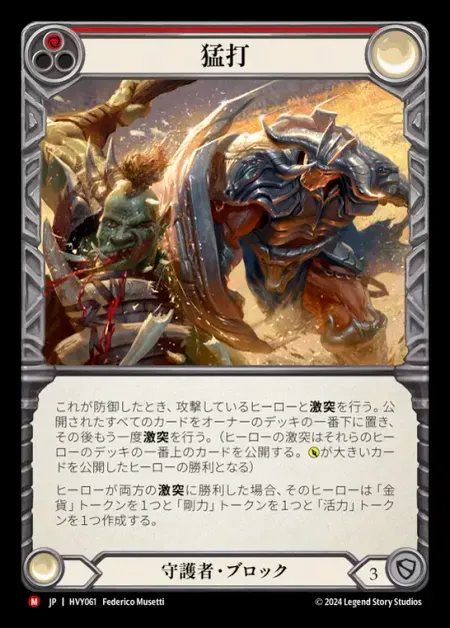 猛打
これが防御したとき、攻撃しているヒーローと激突を行う。公
開されたすべてのカードをオーナーのデッキの一番下に置き、
その後もう一度激突を行う。（ヒーローの激突はそれらのヒー
ローのデッキの一番上のカードを公開する。が大きいカー
ドを公開したヒーローの勝利となる）
ヒーローが両方の激突に勝利した場合、そのヒーローは「金
貨」トークンを1つと「剛力」トークンを1つと「活力」トーク
ンを1つ作成する。
守護者・ブロック
3
M JP | HVY061 Federico Musetti
© 2024 Legend Story Studios